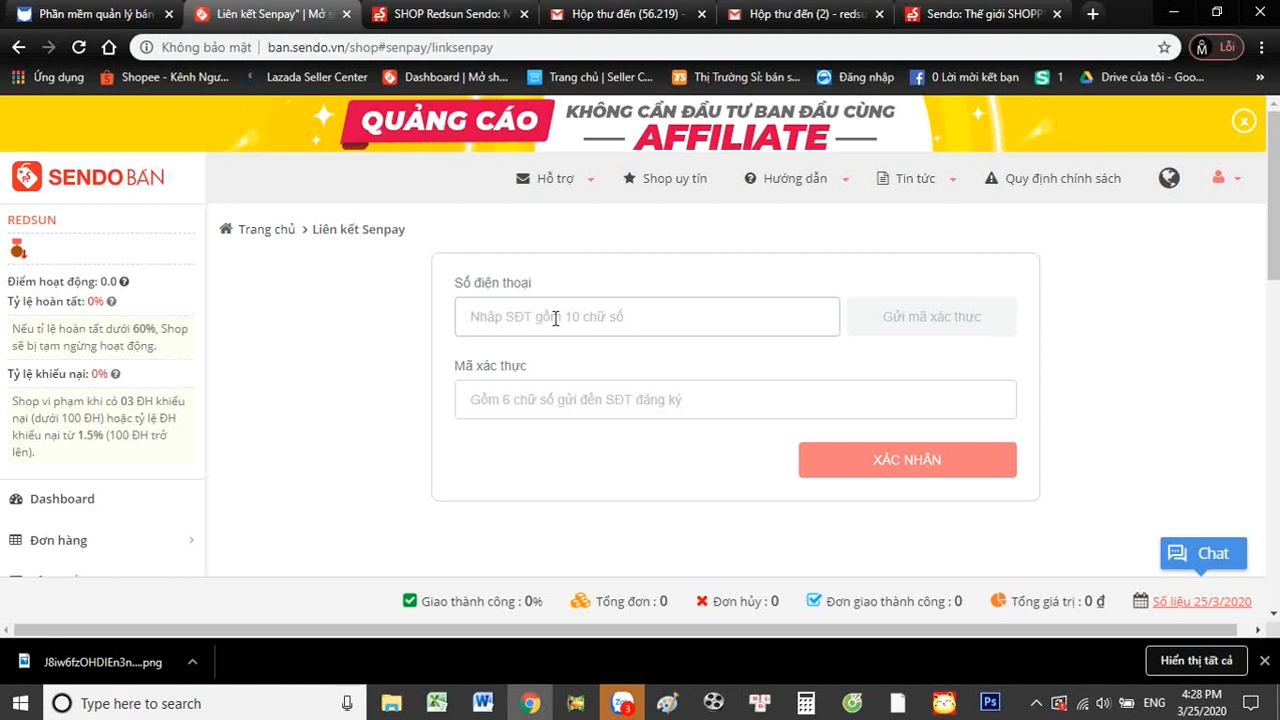 Phần mềm quản lý bán
Liên kết Senpay" | Mở s
SHOP Redsun Sendo: M
Hộp thư đến (56.219) -
Hộp thư đến (2) - redsu
Sendo: Thế giới SHOPP
Không bảo mật | ban.sendo.vn/shop#senpay/linksenpay
Lỗi
Ứng dụng
Shopee - Kênh Ngư...
Lazada Seller Center
Dashboard | Mở sh...
Trang chủ | Seller C...
Thị Trường Sỉ: bán s...
Đăng nhập
0 Lời mời kết bạn
1
Drive của tôi - Goo...
QUẢNG CÁO
KHÔNG CẦN ĐẦU TƯ BAN ĐẦU CÙNG
AFFILIATE
SENDO BÁN
Hỗ trợ
Shop uy tín
Hướng dẫn
Tin tức
Quy định chính sách
REDSUN
Trang chủ > Liên kết Senpay
Điểm hoạt động: 0.0
Tỷ lệ hoàn tất: 0%
Nếu tỉ lệ hoàn tất dưới 60%, Shop
sẽ bị tạm ngừng hoạt động.
Tỷ lệ khiếu nại: 0%
Shop vi phạm khi có 03 ĐH khiếu
nại (dưới 100 ĐH) hoặc tỷ lệ ĐH
khiếu nại từ 1.5% (100 ĐH trở
lên).
Dashboard
Đơn hàng
Số điện thoại
Nhâp SĐT gồm 10 chữ số
Gửi mã xác thực
Mã xác thực
Gồm 6 chữ số gửi đến SĐT đăng ký
XÁC NHẬN
Chat
Giao thành công : 0%
Tổng đơn : 0
Đơn hủy : 0
Đơn giao thành công : 0
Tổng giá trị : 0 đ
Số liệu 25/3/2020
J8iw6fzOHDIEn3n....png
Hiển thị tất cả
Type here to search
3
ENG
4:28 PM
3/25/2020